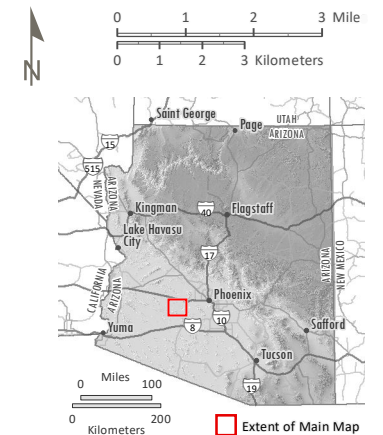 0 1 2 3 Mile
0 1 2 3 Kilometers
N
Saint George
Page
UTAH
ARIZONA
15
515
NEVADA
ARIZONA
Kingman
40
Flagstaff
Lake Havasu
City
17
CALIFORNIA
ARIZONA
ARIZONA
NEW MEXICO
Phoenix
10
8
Yuma
Safford
Tucson
19
Miles
0 100
0 200
Kilometers
Extent of Main Map